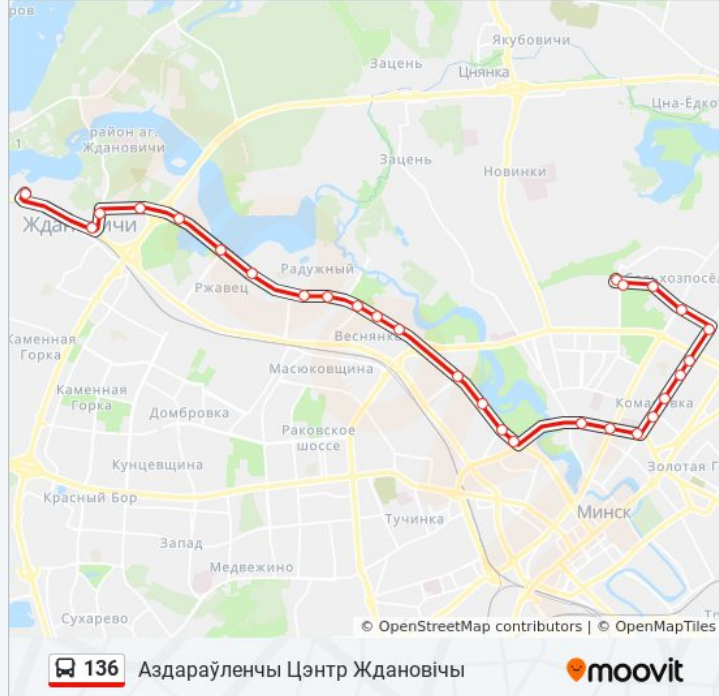 ров
Якубовичи
Зацень
Цнянка
Цна-Ёдко
район аг.
Ждановичи
1
Зацень
Новинки
Ждановичи
Радужный
Ржавец
Сельхозпосёл
Каменная
Горка
Веснянка
Масюковщина
Каменная
Горка
Домбровка
Раковское
шоссе
Комаровка
Кунцевщина
Золотая Г
Красный Бор
Тучинка
Минск
Запад
Медвежино
Сухарево
© OpenStreetMap contributors | © OpenMapTiles
136 Аздараўленчы Цэнтр Ждановічы
moovit